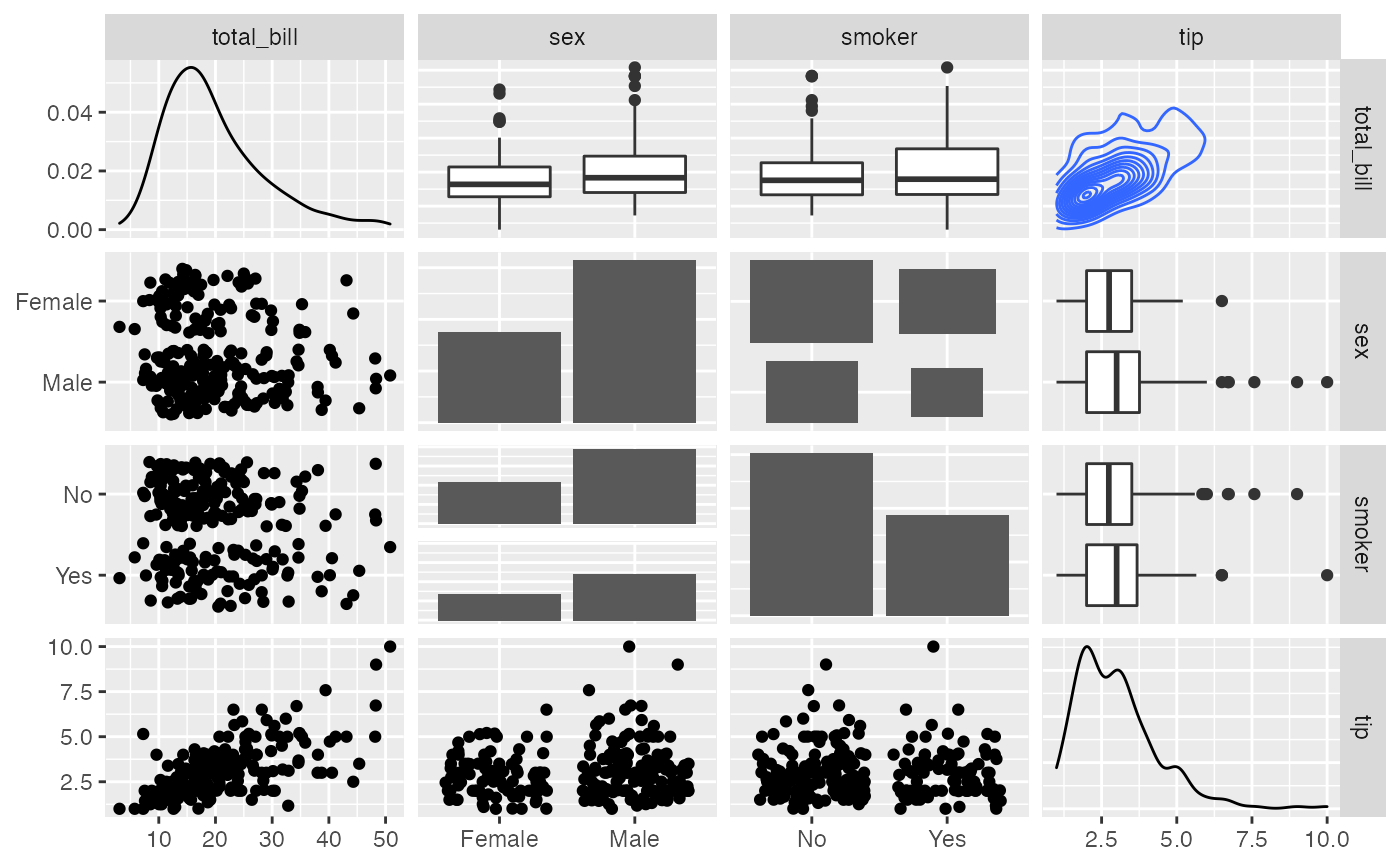 total_bill sex smoker tip
0.04
0.02
0.00
total_bill
Female
Male
sex
No
Yes
smoker
10.0
7.5
5.0
2.5
tip
10 20 30 40 50 Female Male No Yes 2.5 5.0 7.5 10.0